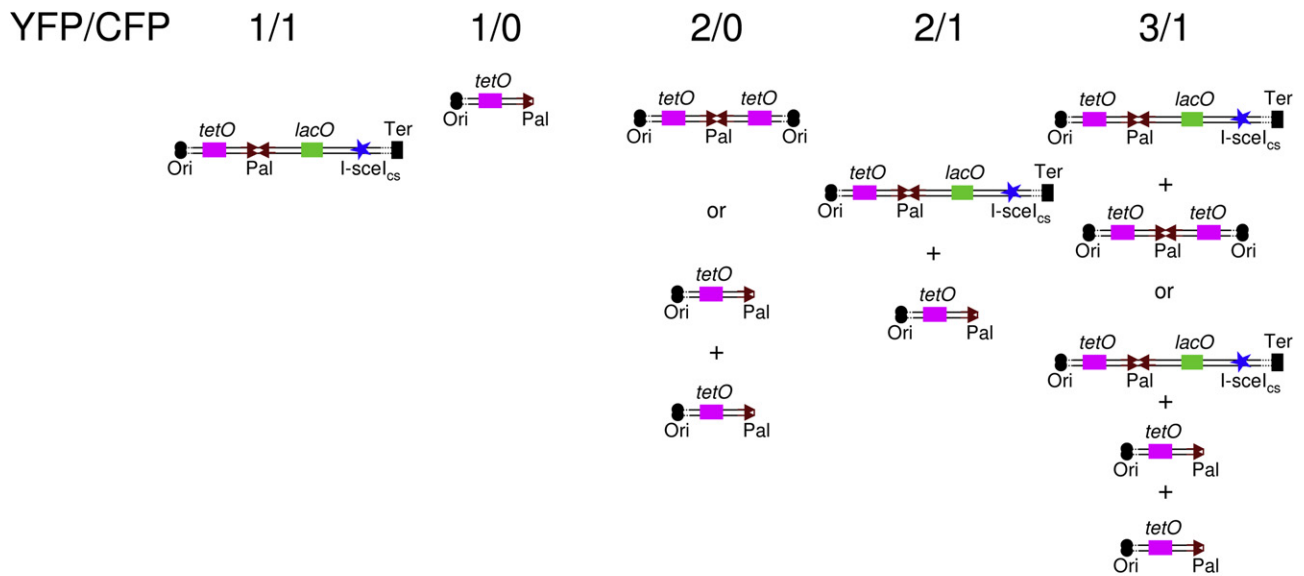 YFP/CFP 1/1 1/0 2/0 2/1 3/1
tetO lacO Ter
Ori Pal I-sceIcs
tetO
Ori Pal
tetO tetO
Ori Pal Ori
or
tetO
Ori Pal
+
tetO
Ori Pal
tetO lacO Ter
Ori Pal I-sceIcs
+
tetO
Ori Pal
tetO lacO Ter
Ori Pal I-sceIcs
+
tetO tetO
Ori Pal Ori
or
tetO lacO Ter
Ori Pal I-sceIcs
+
tetO
Ori Pal
+
tetO
Ori Pal